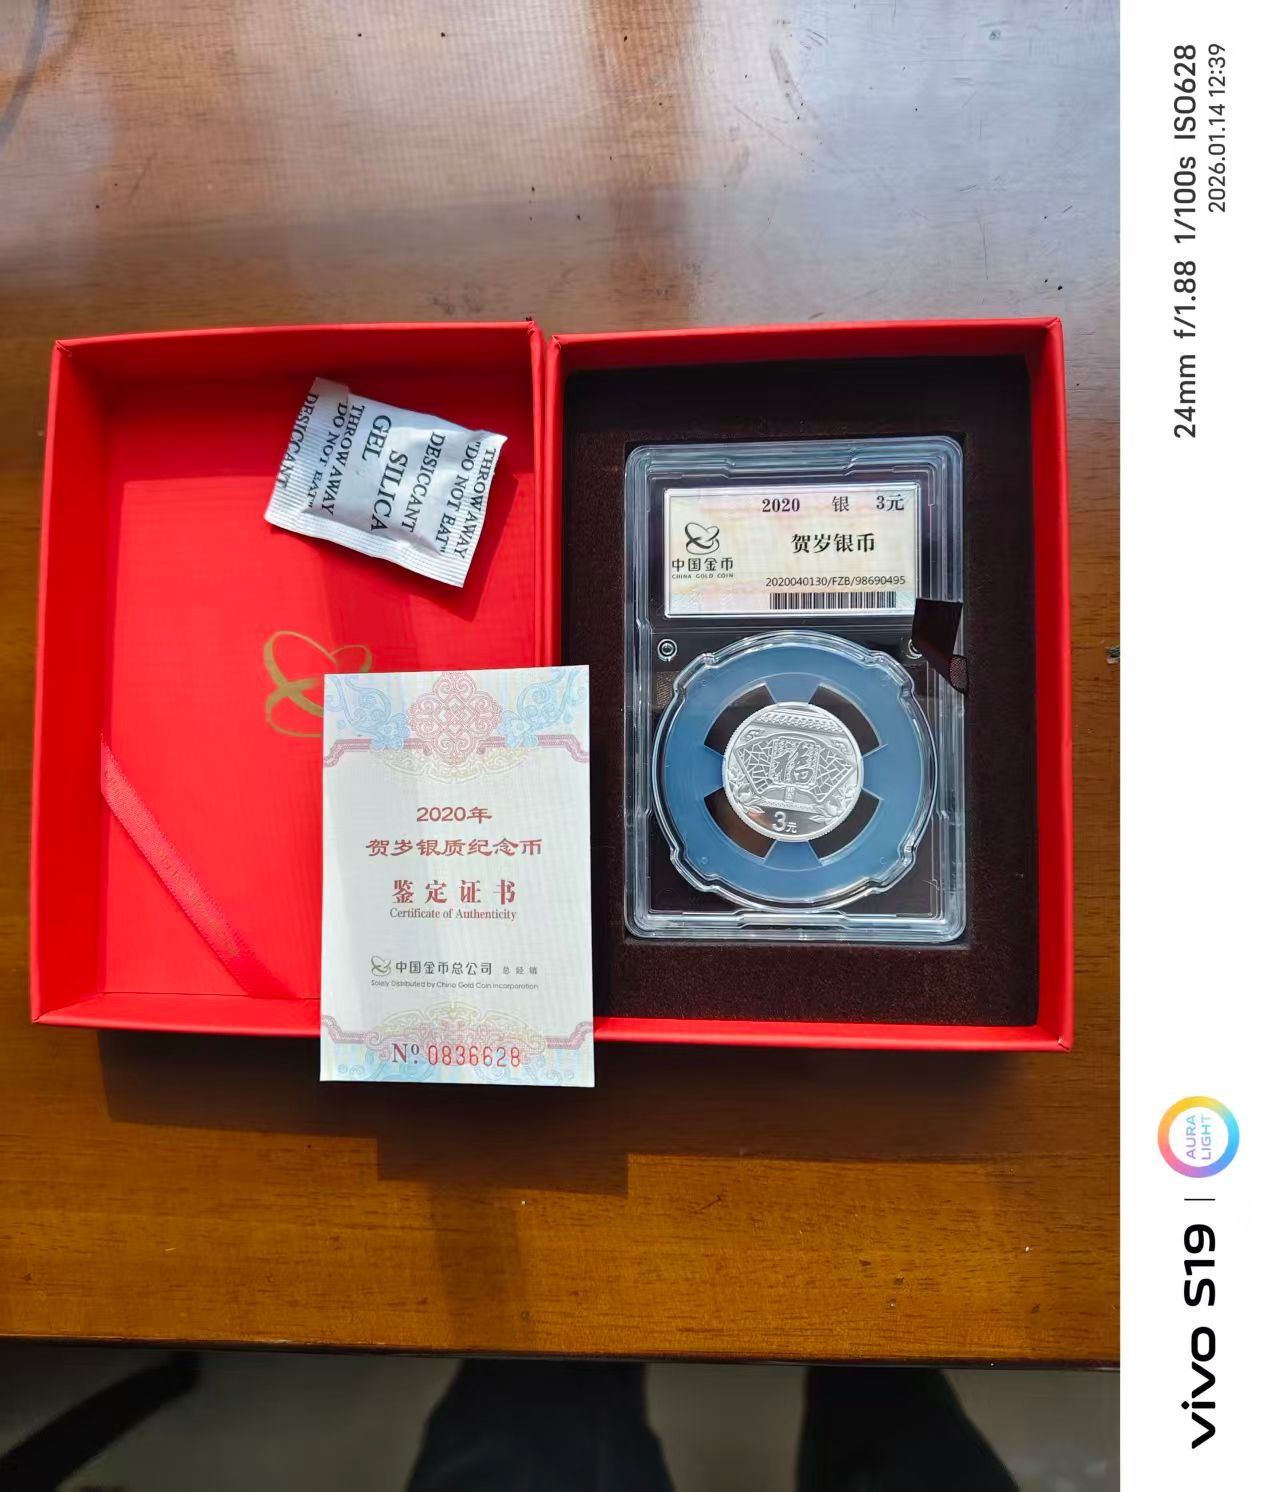 DESICCANT
"DO NOT EAT"
THROW AWAY
SILICA
GEL
DESICCANT
"DO NOT EAT"
THROW AWAY
2020年
贺岁银质纪念币
鉴定证书
Certificate of Authenticity
中国金币总公司 总经销
Solely Distributed by China Gold Coin Incorporation
Nº 0836628
2020 银 3元
贺岁银币
中国金币
CHINA GOLD COIN
2020040130/FZB/98690495
福
3元
24mm f/1.88 1/100s ISO628
2026.01.14 12:39
vivo S19
AURA
LIGHT